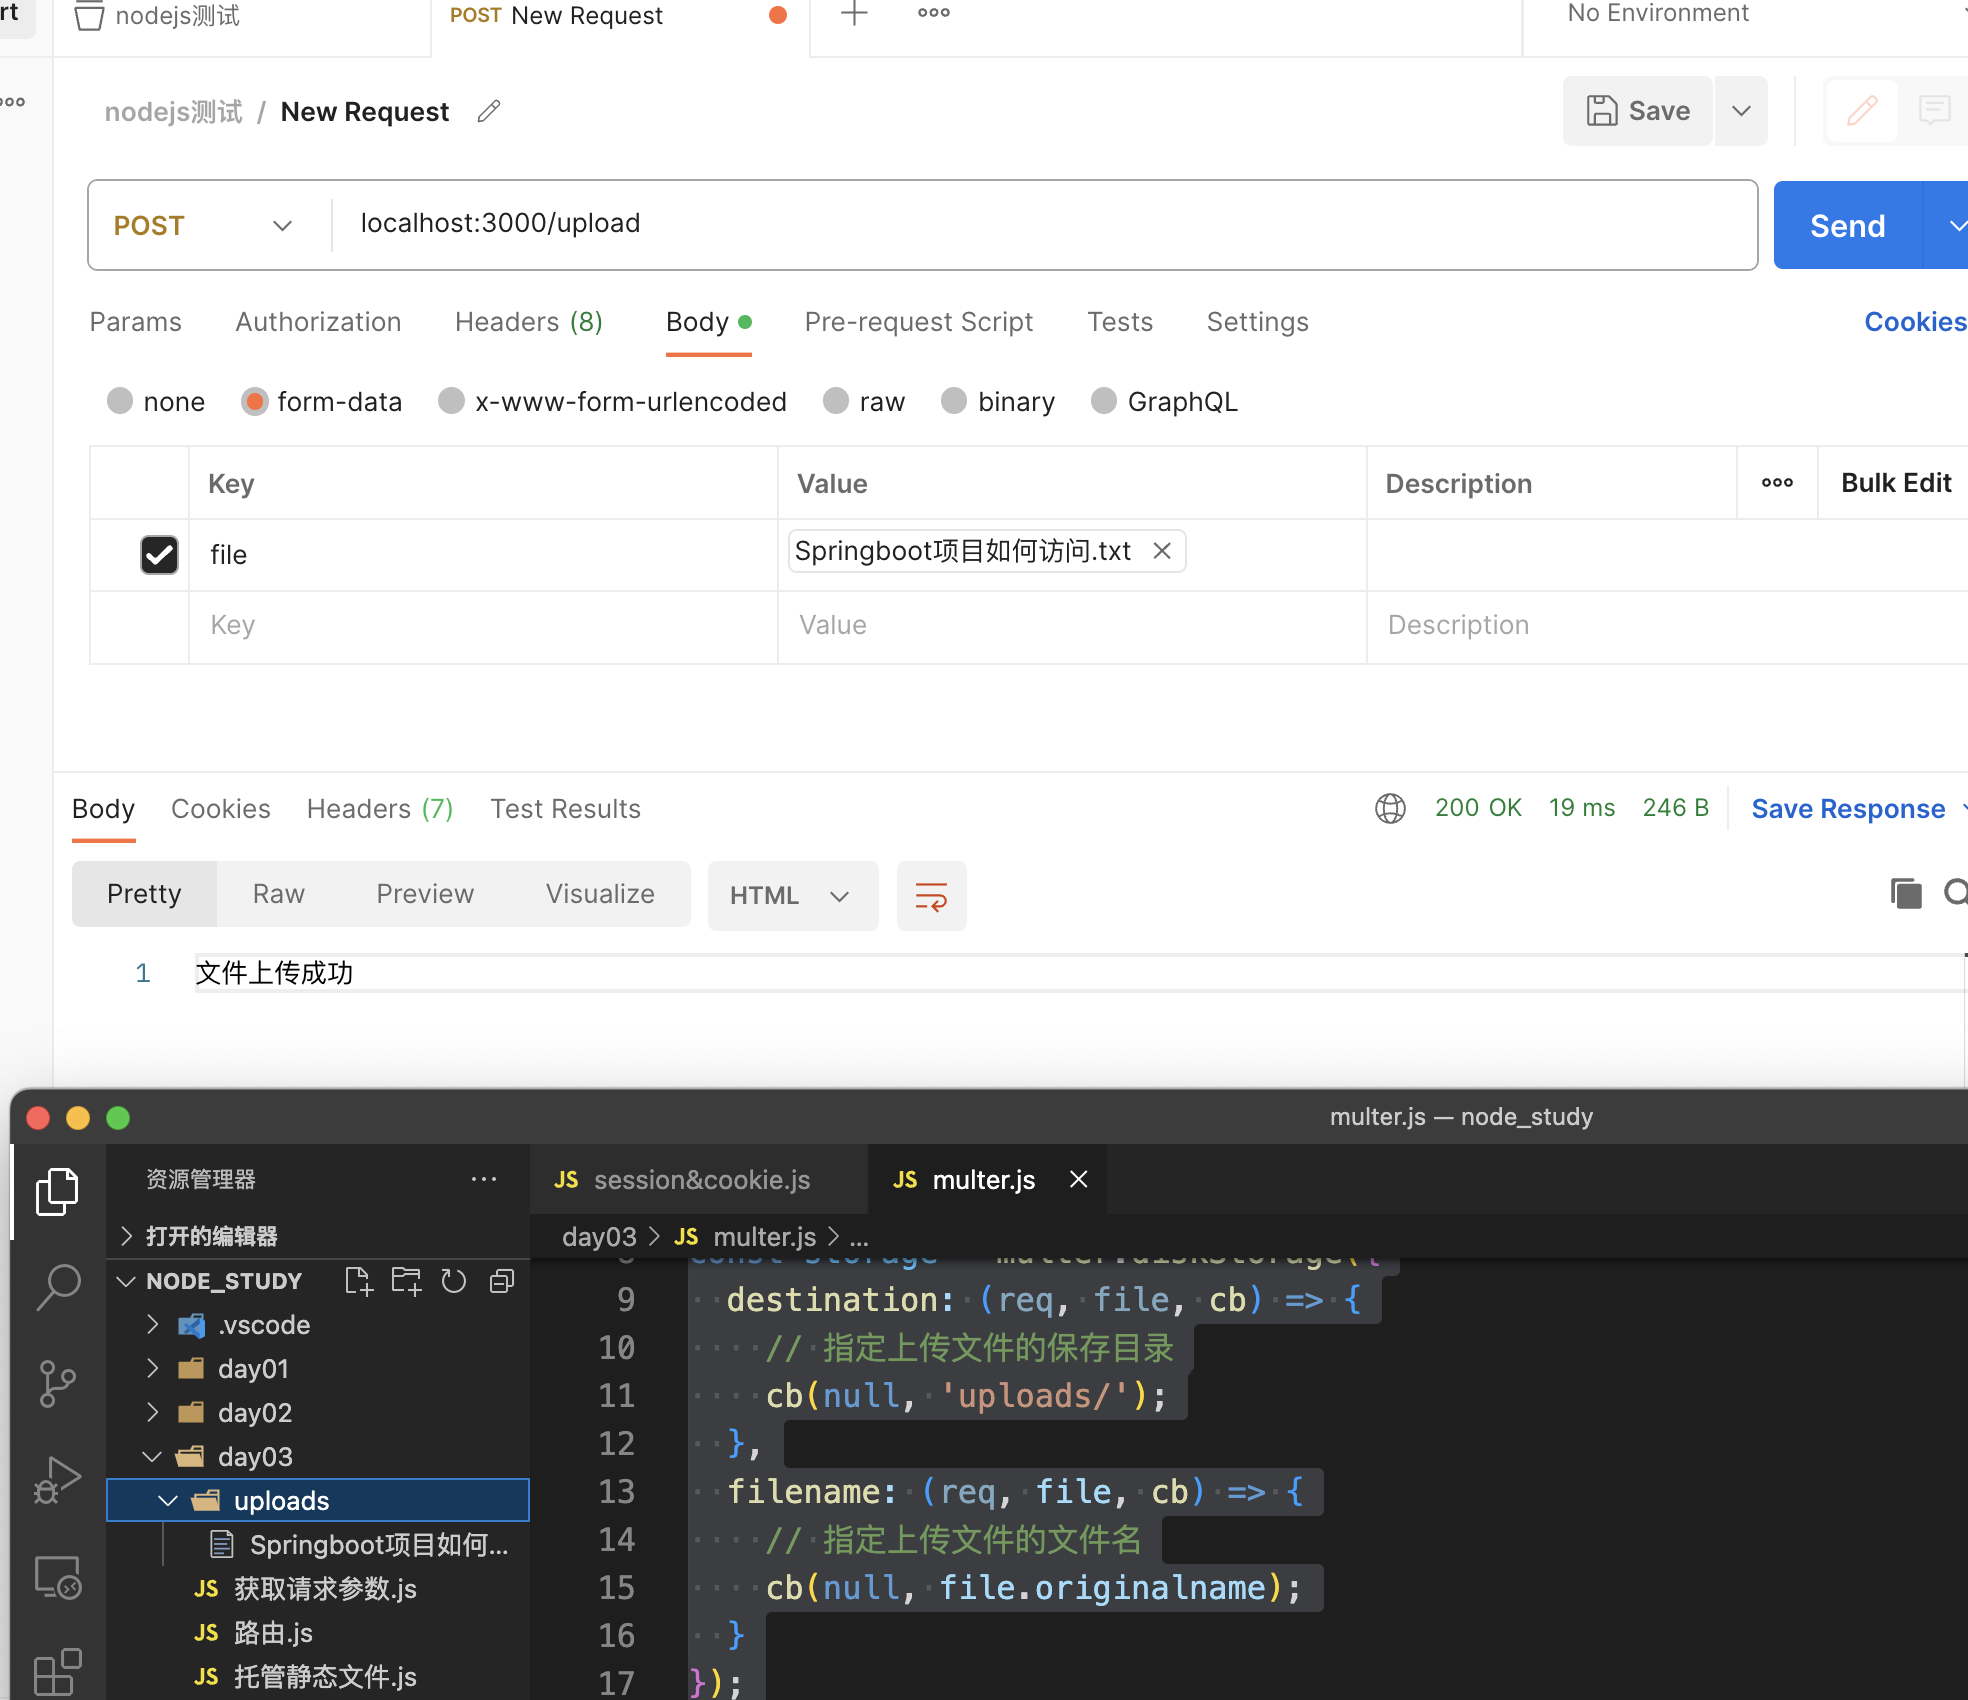 rt
nodejs测试
POST New Request
No Environment
nodejs测试 / New Request
Save
POST
localhost:3000/upload
Send
Params Authorization Headers (8) Body Pre-request Script Tests Settings Cookies
none form-data x-www-form-urlencoded raw binary GraphQL
Key Value Description Bulk Edit
file Springboot项目如何访问.txt
Key Value Description
Body Cookies Headers (7) Test Results 200 OK 19 ms 246 B Save Response
Pretty Raw Preview Visualize HTML
1 文件上传成功
multer.js — node_study
资源管理器 ...
打开的编辑器
NODE_STUDY
.vscode
day01
day02
day03
uploads
Springboot项目如何...
JS 获取请求参数.js
JS 路由.js
JS 托管静态文件.js
JS session&cookie.js JS multer.js
day03 > JS multer.js > ...
8 const storage = multer.diskStorage({
9 destination: (req, file, cb) => {
10 // 指定上传文件的保存目录
11 cb(null, 'uploads/');
12 },
13 filename: (req, file, cb) => {
14 // 指定上传文件的文件名
15 cb(null, file.originalname);
16 }
17 });